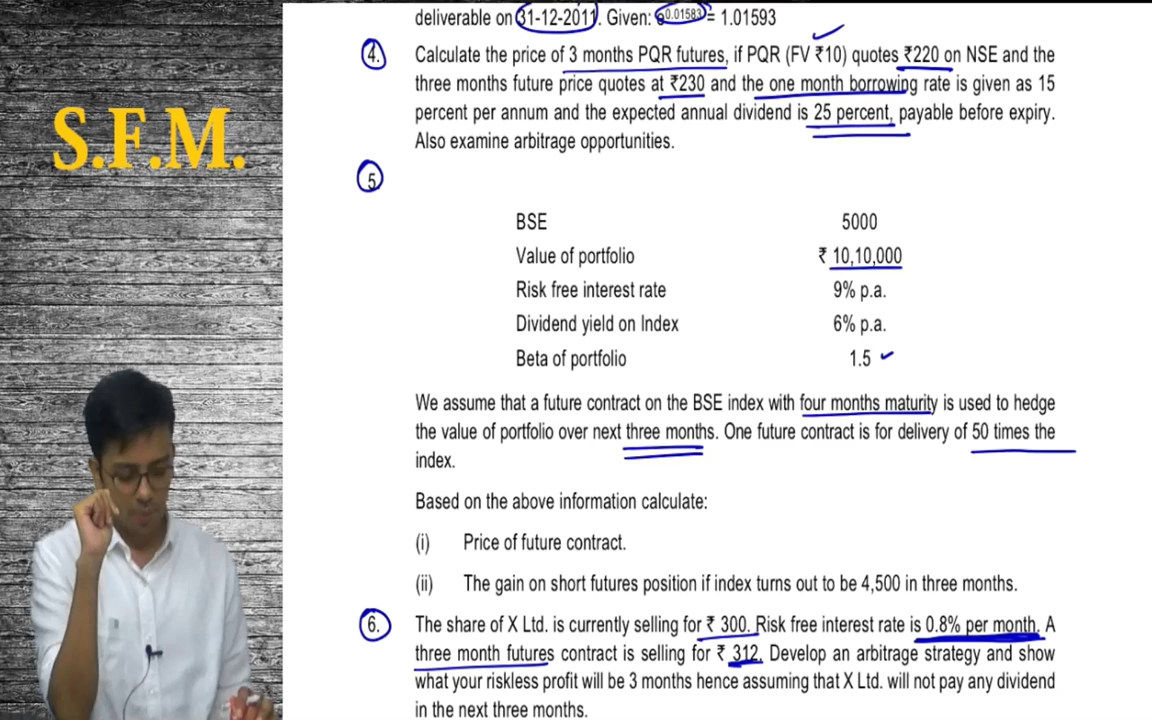 S.F.M.
deliverable on 31-12-2011. Given: e0.01583 = 1.01593
4. Calculate the price of 3 months PQR futures, if PQR (FV ₹10) quotes ₹220 on NSE and the
three months future price quotes at ₹230 and the one month borrowing rate is given as 15
percent per annum and the expected annual dividend is 25 percent, payable before expiry.
Also examine arbitrage opportunities.
5.
BSE 5000
Value of portfolio ₹ 10,10,000
Risk free interest rate 9% p.a.
Dividend yield on Index 6% p.a.
Beta of portfolio 1.5
We assume that a future contract on the BSE index with four months maturity is used to hedge
the value of portfolio over next three months. One future contract is for delivery of 50 times the
index.
Based on the above information calculate:
(i) Price of future contract.
(ii) The gain on short futures position if index turns out to be 4,500 in three months.
6. The share of X Ltd. is currently selling for ₹ 300. Risk free interest rate is 0.8% per month. A
three month futures contract is selling for ₹ 312. Develop an arbitrage strategy and show
what your riskless profit will be 3 months hence assuming that X Ltd. will not pay any dividend
in the next three months.